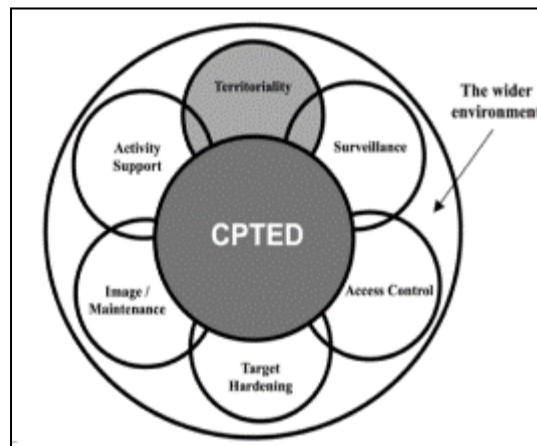 Territoriality
The wider
environment
Activity
Support
Surveillance
CPTED
Image /
Maintenance
Access Control
Target
Hardening